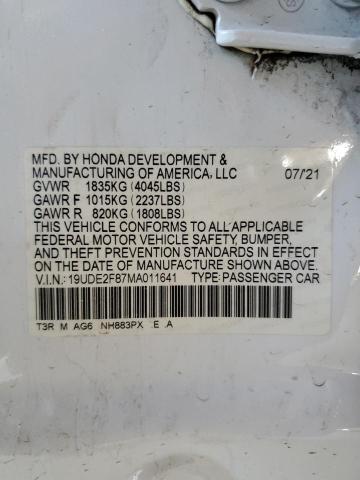 MFD. BY HONDA DEVELOPMENT &
MANUFACTURING OF AMERICA, LLC 07/21
GVWR 1835KG (4045LBS)
GAWR F 1015KG (2237LBS)
GAWR R 820KG (1808LBS)
THIS VEHICLE CONFORMS TO ALL APPLICABLE
FEDERAL MOTOR VEHICLE SAFETY, BUMPER,
AND THEFT PREVENTION STANDARDS IN EFFECT
ON THE DATE OF MANUFACTURE SHOWN ABOVE.
V.I.N.: 19UDE2F87MA011641 TYPE: PASSENGER CAR
T3R M AG6 NH883PX E A